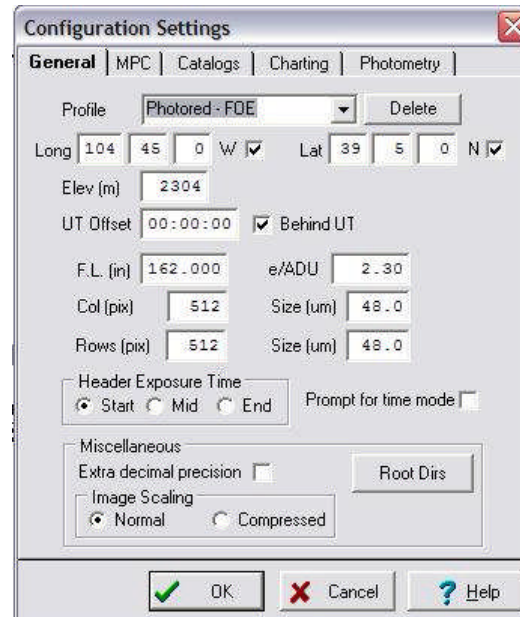 Configuration Settings
General MPC Catalogs Charting Photometry
Profile Photored - FOE Delete
Long 104 45 0 W Lat 39 5 0 N
Elev (m) 2304
UT Offset 00:00:00 Behind UT
F.L. (in) 162.000 e/ADU 2.30
Col (pix) 512 Size (um) 48.0
Rows (pix) 512 Size (um) 48.0
Header Exposure Time
Start Mid End Prompt for time mode
Miscellaneous
Extra decimal precision Root Dirs
Image Scaling
Normal Compressed
OK Cancel Help